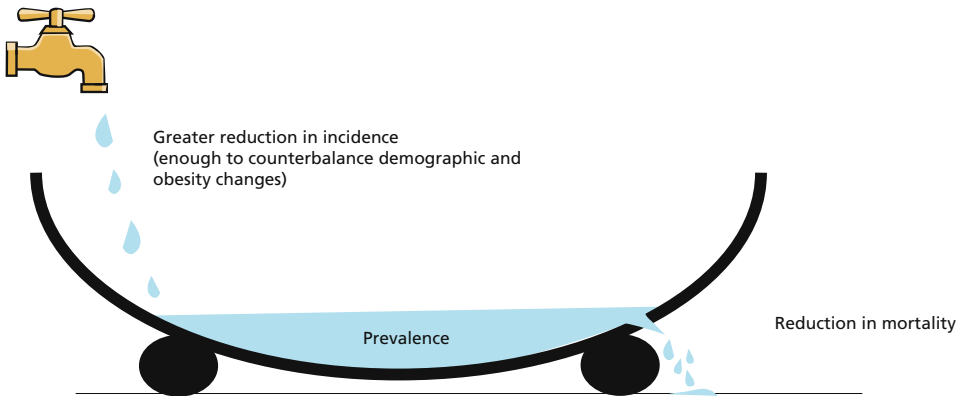 Greater reduction in incidence
(enough to counterbalance demographic and
obesity changes)
Reduction in mortality
Prevalence